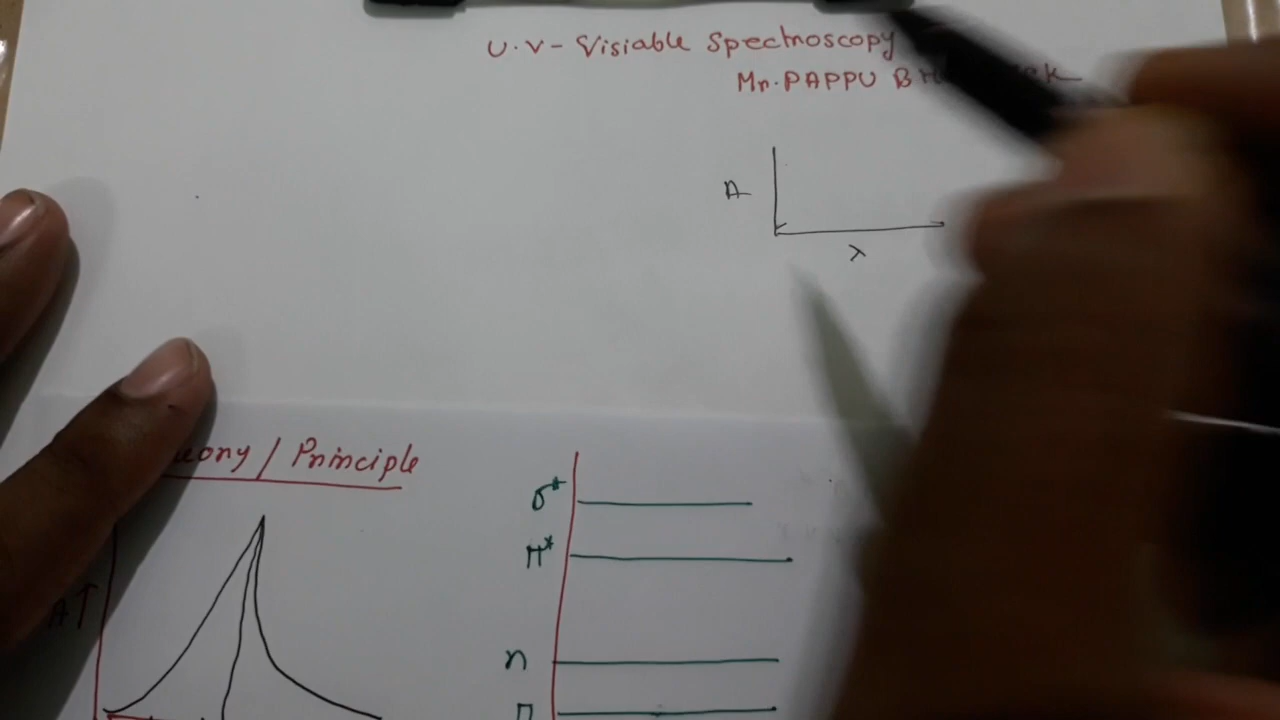 U.V- Visiable Spectroscopy
Mr. PAPPU
A
λ
/ Principle
σ*
π*
A↑
n
π